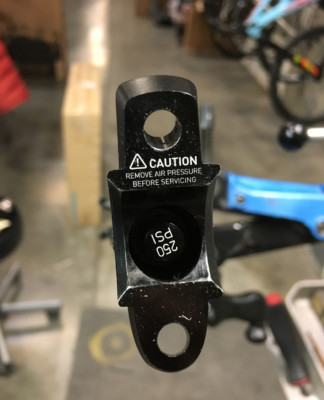 ⚠ CAUTION
REMOVE AIR PRESSURE
BEFORE SERVICING
250
PSI